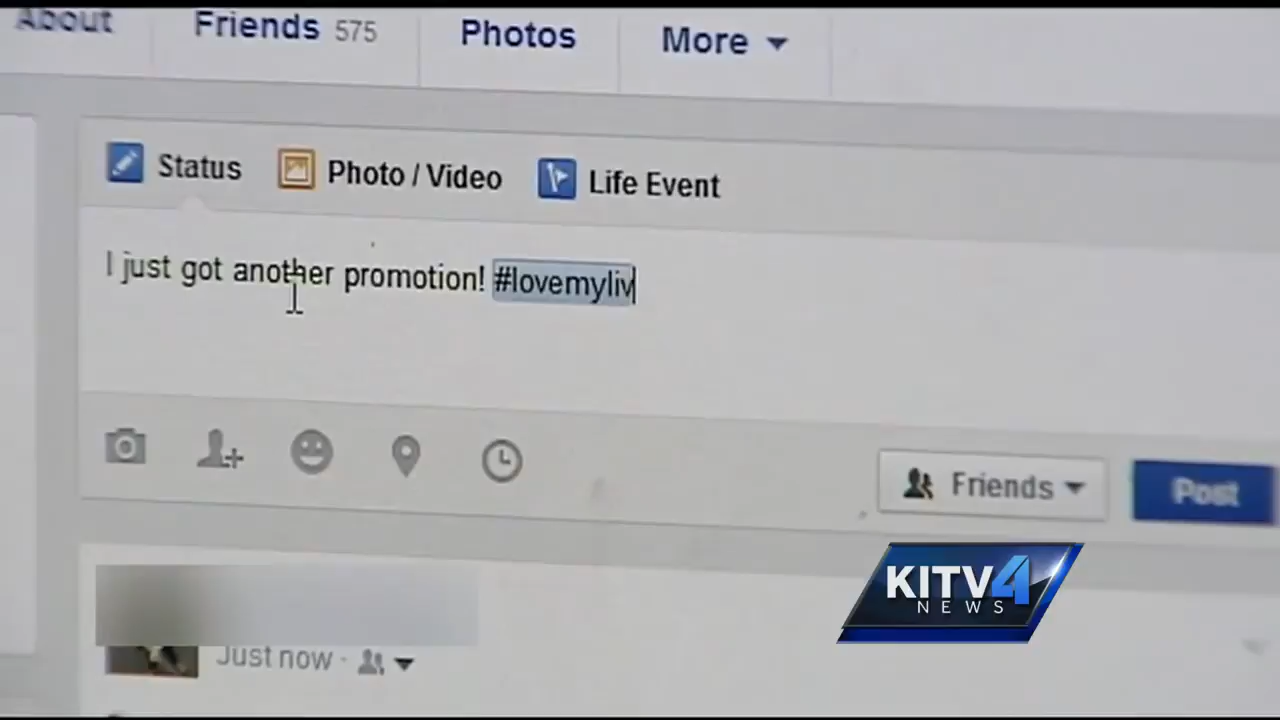 About Friends 575 Photos More
Status Photo / Video Life Event
I just got another promotion! #lovemyliv
Friends Post
KITV4
NEWS
Just now ·